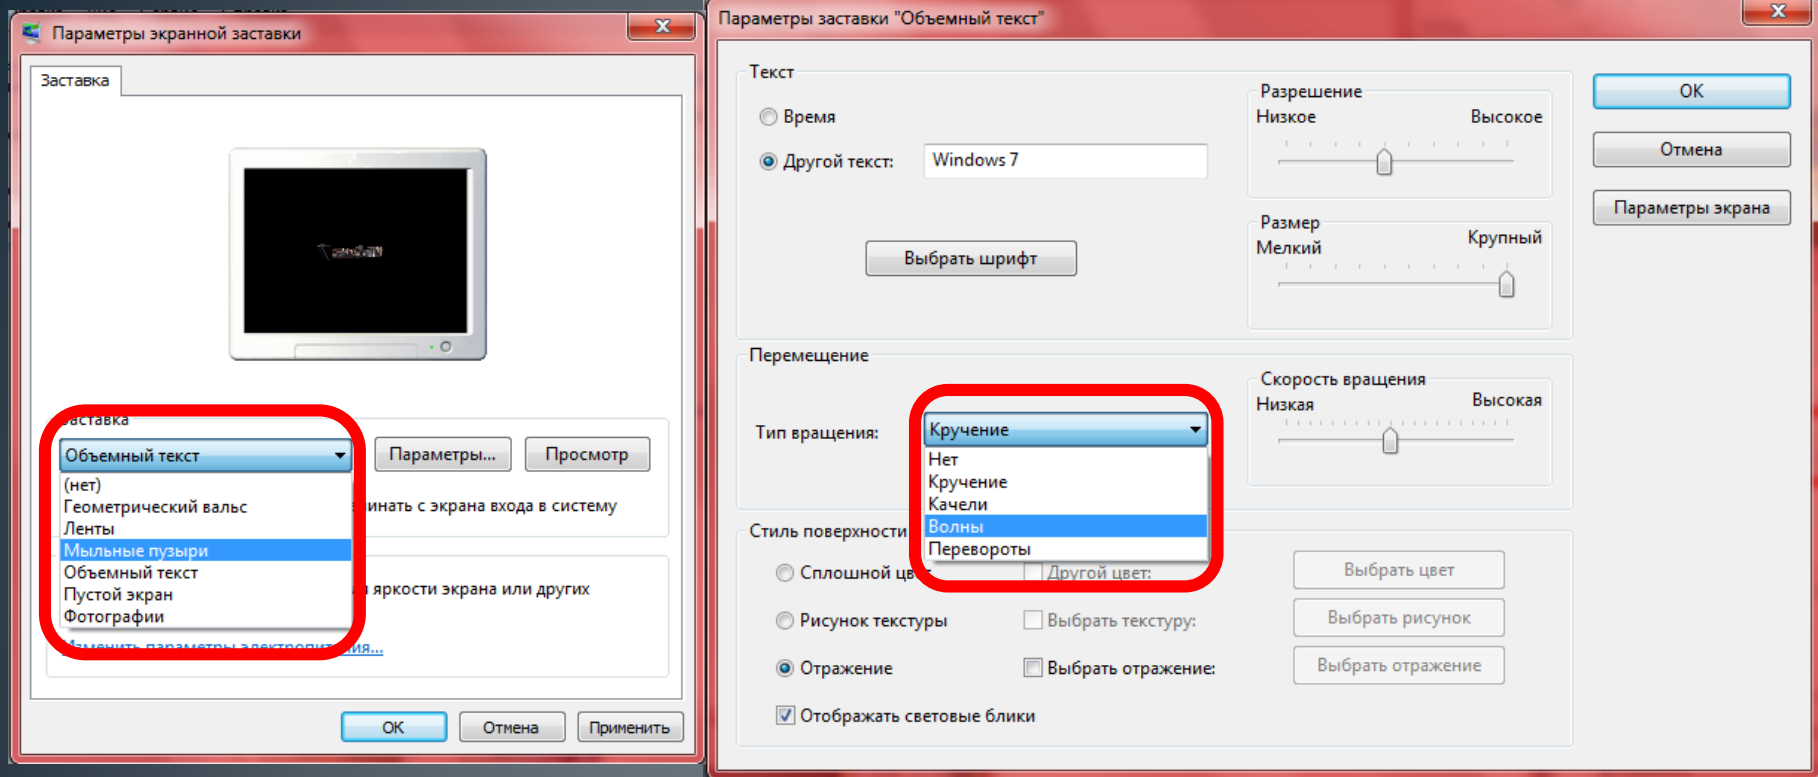 Параметры экранной заставки
Заставка
Заставка
Объемный текст
Параметры...
Просмотр
(нет)
Геометрический вальс
Ленты
Мыльные пузыри
Объемный текст
Пустой экран
Фотографии
с экрана входа в систему
яркости экрана или других
Изменить параметры электропитания...
OK
Отмена
Применить
Параметры заставки "Объемный текст"
Текст
Время
Другой текст:
Windows 7
Выбрать шрифт
Разрешение
Низкое
Высокое
Размер
Мелкий
Крупный
OK
Отмена
Параметры экрана
Перемещение
Тип вращения:
Кручение
Нет
Кручение
Качели
Волны
Перевороты
Скорость вращения
Низкая
Высокая
Стиль поверхности
Сплошной цвет
Другой цвет:
Выбрать цвет
Рисунок текстуры
Выбрать текстуру:
Выбрать рисунок
Отражение
Выбрать отражение:
Выбрать отражение
Отображать световые блики